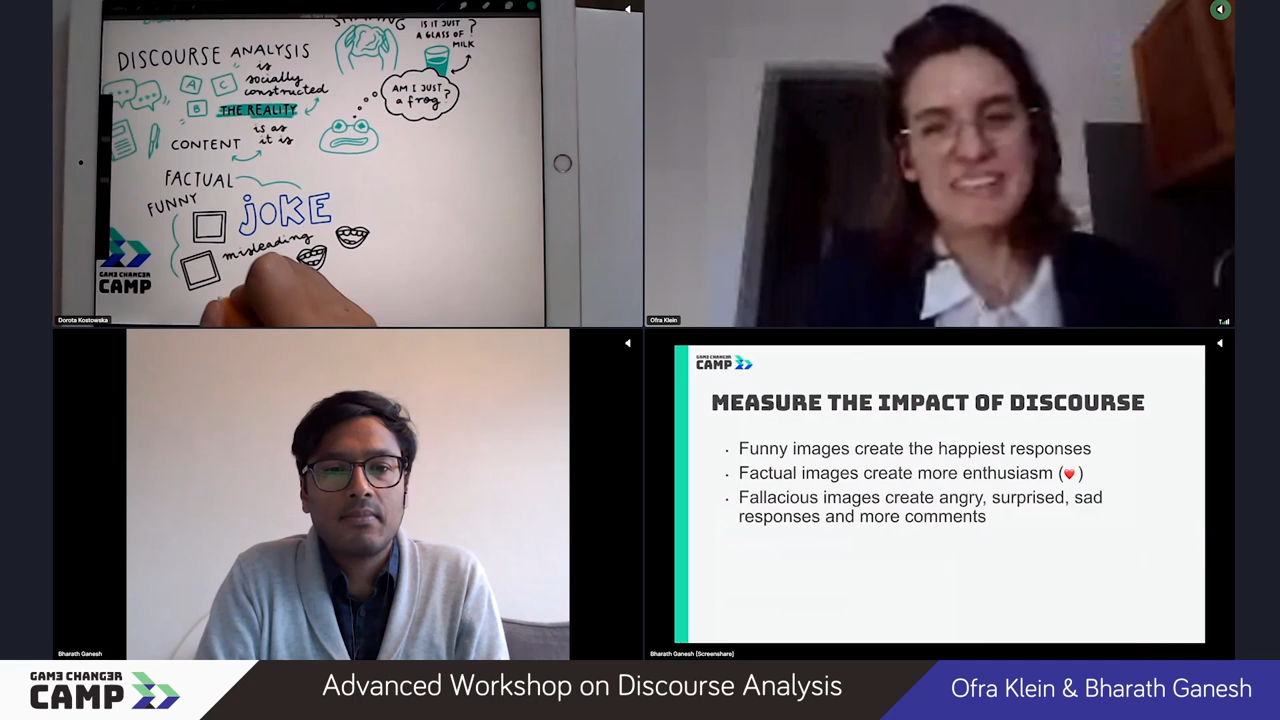 SHARING
IS IT JUST
A GLASS OF
MILK
?
DISCOURSE ANALYSIS
is
socially
constructed
A
C
B
THE REALITY
is as
it is
AM I JUST
a frog?
CONTENT
FACTUAL
FUNNY
JOKE
misleading
GAM3 CHANG3R
CAMP
Dorota Kostowska
Ofra Klein
Bharath Ganesh
GAM3 CHANG3R
CAMP
MEASURE THE IMPACT OF DISCOURSE
· Funny images create the happiest responses
· Factual images create more enthusiasm (❤)
· Fallacious images create angry, surprised, sad
responses and more comments
Bharath Ganesh [Screenshare]
GAM3 CHANG3R
CAMP
Advanced Workshop on Discourse Analysis
Ofra Klein & Bharath Ganesh